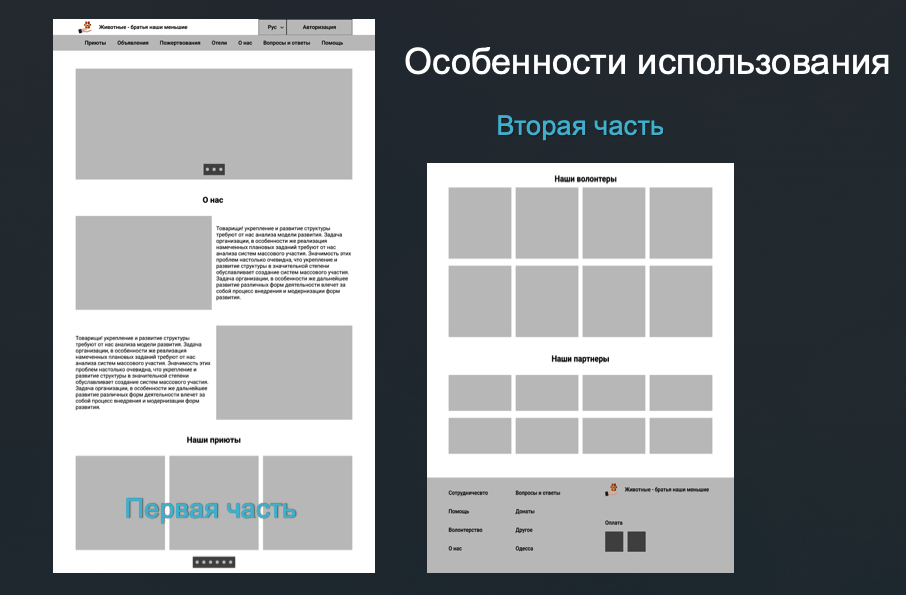 Животные - братья наши меньшие
Рус
Авторизация
Приюты Объявления Пожертвования Отели О нас Вопросы и ответы Помощь
О нас
Товарищи! укрепление и развитие структуры
требуют от нас анализа модели развития. Задача
организации, в особенности же реализация
намеченных плановых заданий требуют от нас
анализа систем массового участия. Значимость этих
проблем настолько очевидна, что укрепление и
развитие структуры в значительной степени
обуславливает создание систем массового участия.
Задача организации, в особенности же дальнейшее
развитие различных форм деятельности влечет за
собой процесс внедрения и модернизации форм
развития.
Товарищи! укрепление и развитие структуры
требуют от нас анализа модели развития. Задача
организации, в особенности же реализация
намеченных плановых заданий требуют от нас
анализа систем массового участия. Значимость этих
проблем настолько очевидна, что укрепление и
развитие структуры в значительной степени
обуславливает создание систем массового участия.
Задача организации, в особенности же дальнейшее
развитие различных форм деятельности влечет за
собой процесс внедрения и модернизации форм
развития.
Наши приюты
Первая часть
Особенности использования
Вторая часть
Наши волонтеры
Наши партнеры
Сотрудничесвто
Помощь
Волонтерство
О нас
Вопросы и ответы
Донаты
Другое
Одесса
Животные - братья наши меньшие
Оплата